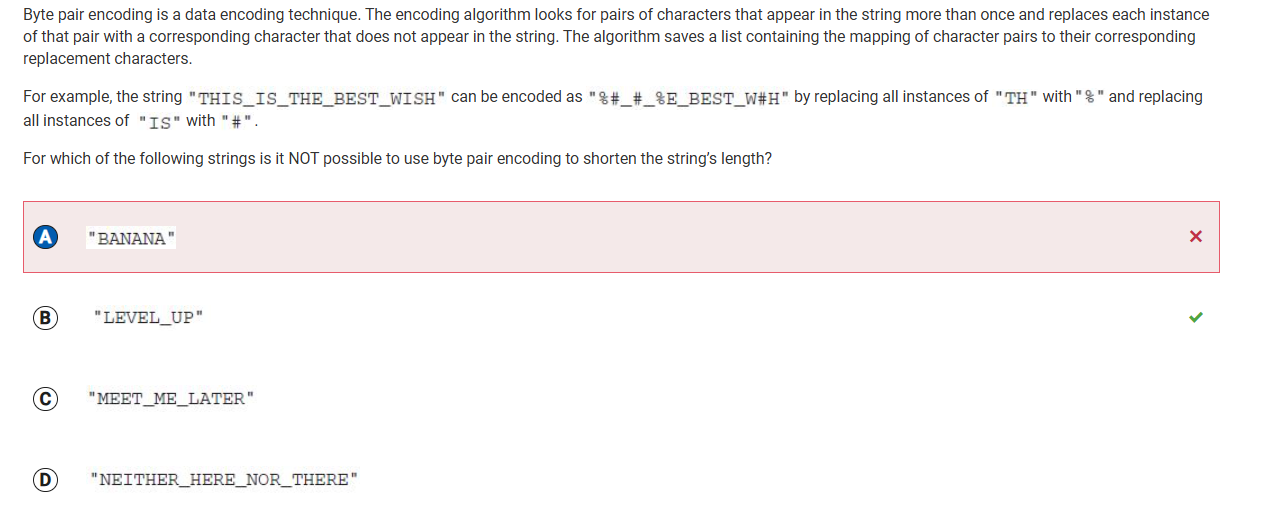 Byte pair encoding is a data encoding technique. The encoding algorithm looks for pairs of characters that appear in the string more than once and replaces each instance
of that pair with a corresponding character that does not appear in the string. The algorithm saves a list containing the mapping of character pairs to their corresponding
replacement characters.
For example, the string "THIS_IS_THE_BEST_WISH" can be encoded as "%#_#_%E_BEST_W#H" by replacing all instances of "TH" with "%" and replacing
all instances of "IS" with "#".
For which of the following strings is it NOT possible to use byte pair encoding to shorten the string's length?
A "BANANA"
B "LEVEL_UP"
C "MEET_ME_LATER"
D "NEITHER_HERE_NOR_THERE"